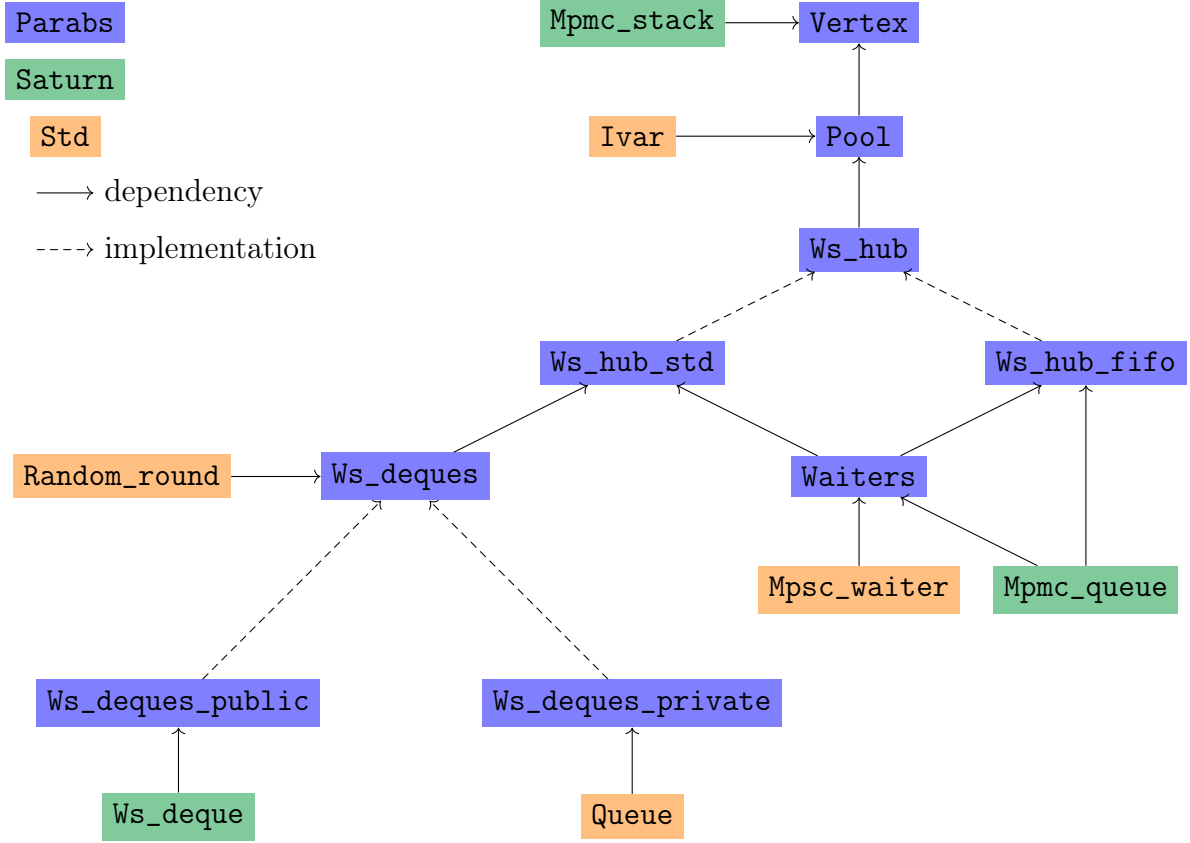 Parabs
Mpmc_stack
Vertex
Saturn
Std
Ivar
Pool
dependency
implementation
Ws_hub
Ws_hub_std
Ws_hub_fifo
Random_round
Ws_deques
Waiters
Mpsc_waiter
Mpmc_queue
Ws_deques_public
Ws_deques_private
Ws_deque
Queue